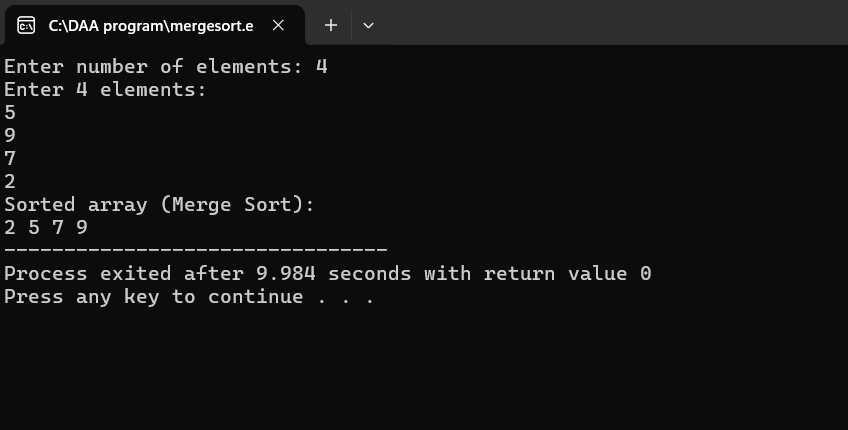 C:\DAA program\mergesort.e
Enter number of elements: 4
Enter 4 elements:
5
9
7
2
Sorted array (Merge Sort):
2 5 7 9
--------------------------------
Process exited after 9.984 seconds with return value 0
Press any key to continue . . .